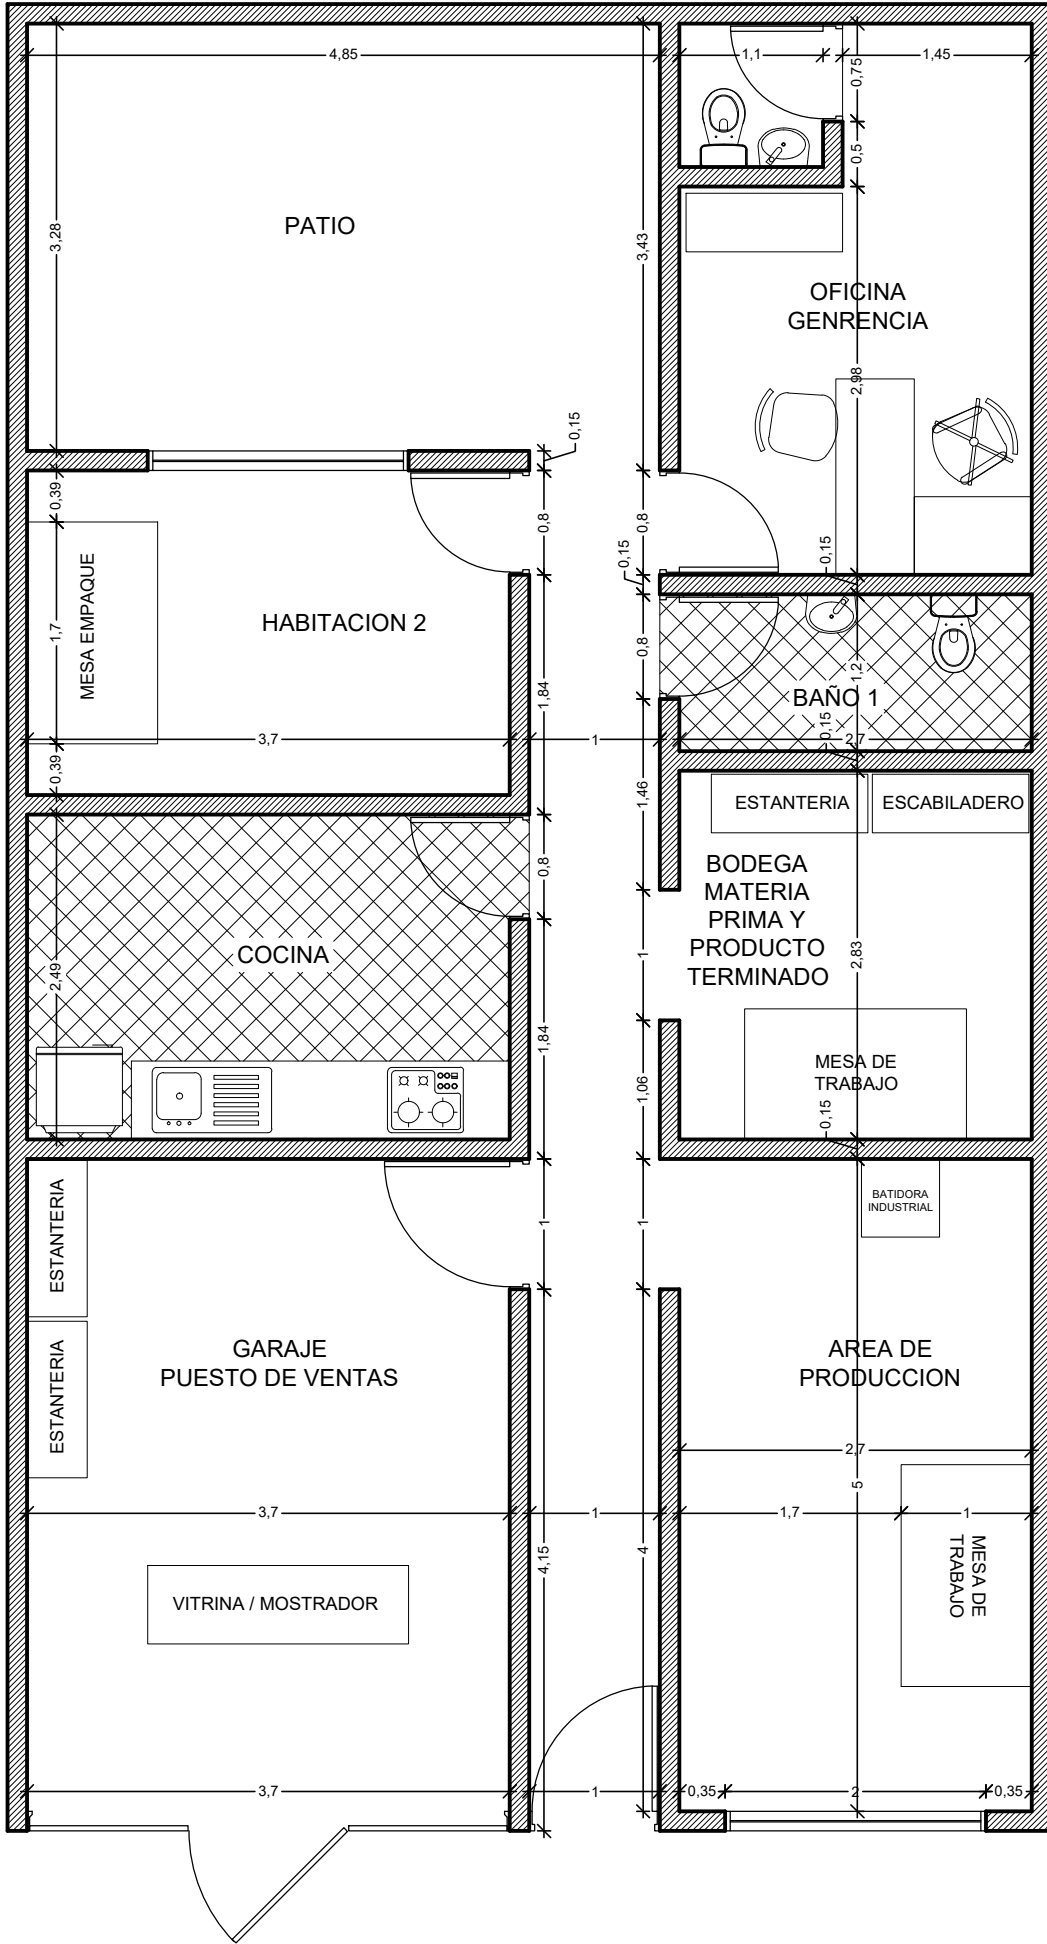 4,85
1,1
1,45
0,75
0,5
3,28
3,43
PATIO
OFICINA
GENRENCIA
2,98
0,15
0,39
0,8
0,8
0,15
0,15
MESA EMPAQUE
1,7
HABITACION 2
0,8
1,2
BAÑO 1
1,84
3,7
1
0,15
2,7
0,39
1,46
ESTANTERIA
ESCABILADERO
BODEGA
MATERIA
PRIMA Y
PRODUCTO
TERMINADO
0,8
COCINA
2,49
1
2,83
1,84
1,06
MESA DE
TRABAJO
0,15
ESTANTERIA
BATIDORA
INDUSTRIAL
1
1
ESTANTERIA
GARAJE
PUESTO DE VENTAS
AREA DE
PRODUCCION
2,7
5
3,7
1
1,7
1
4,15
4
MESA DE
TRABAJO
VITRINA / MOSTRADOR
3,7
1
0,35
2
0,35